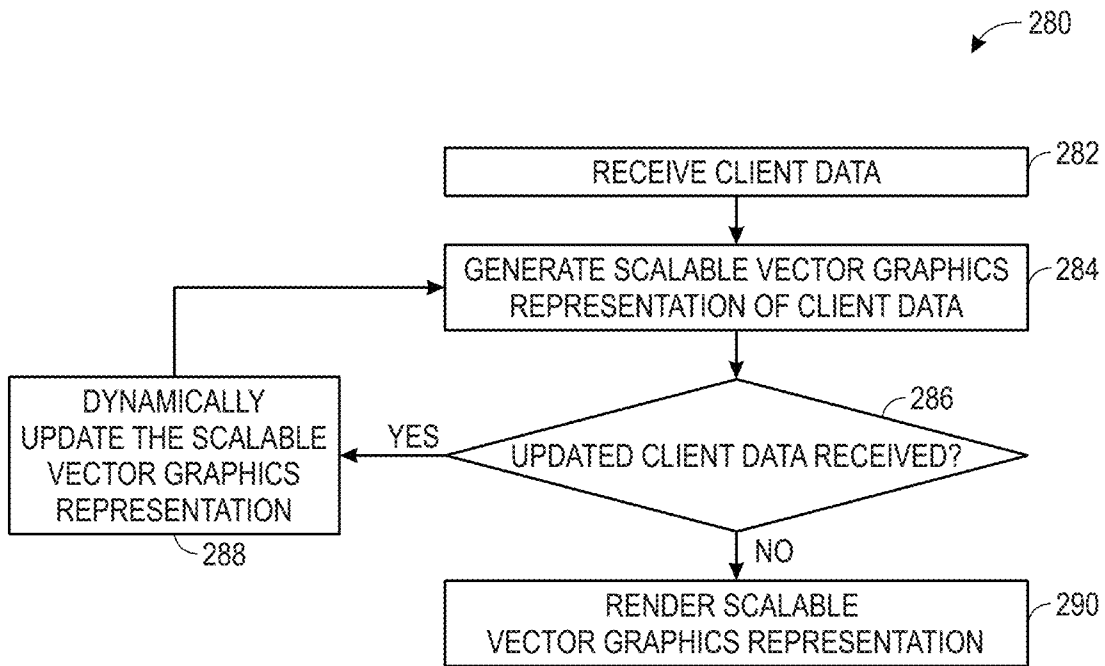 280
RECEIVE CLIENT DATA
282
GENERATE SCALABLE VECTOR GRAPHICS
REPRESENTATION OF CLIENT DATA
284
UPDATED CLIENT DATA RECEIVED?
286
YES
DYNAMICALLY
UPDATE THE SCALABLE
VECTOR GRAPHICS
REPRESENTATION
288
NO
RENDER SCALABLE
VECTOR GRAPHICS REPRESENTATION
290